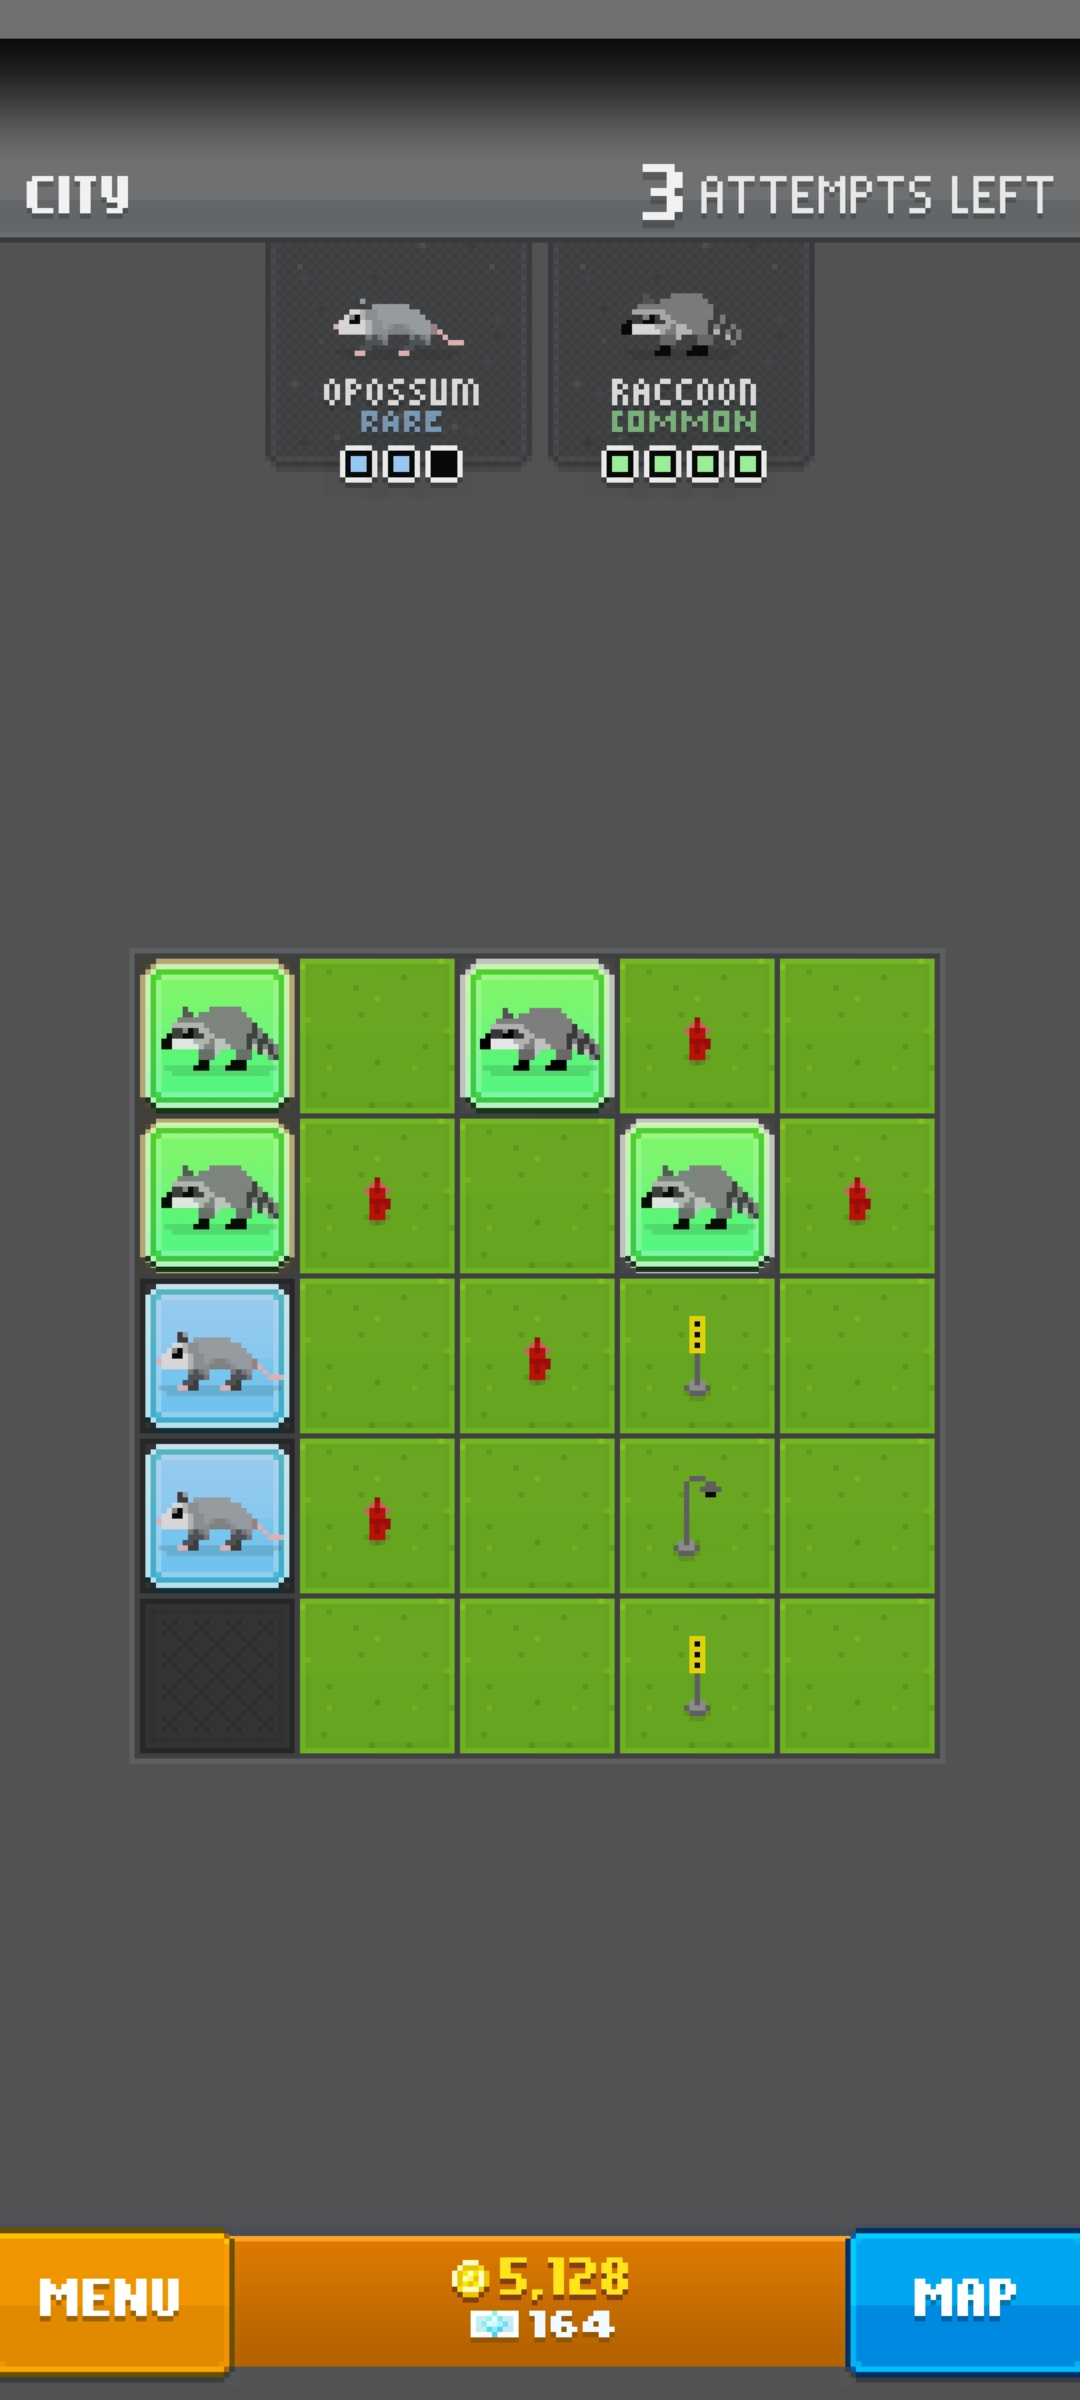 CITY
3 ATTEMPTS LEFT
OPOSSUM
RARE
RACCOON
COMMON
MENU
5,128
164
MAP